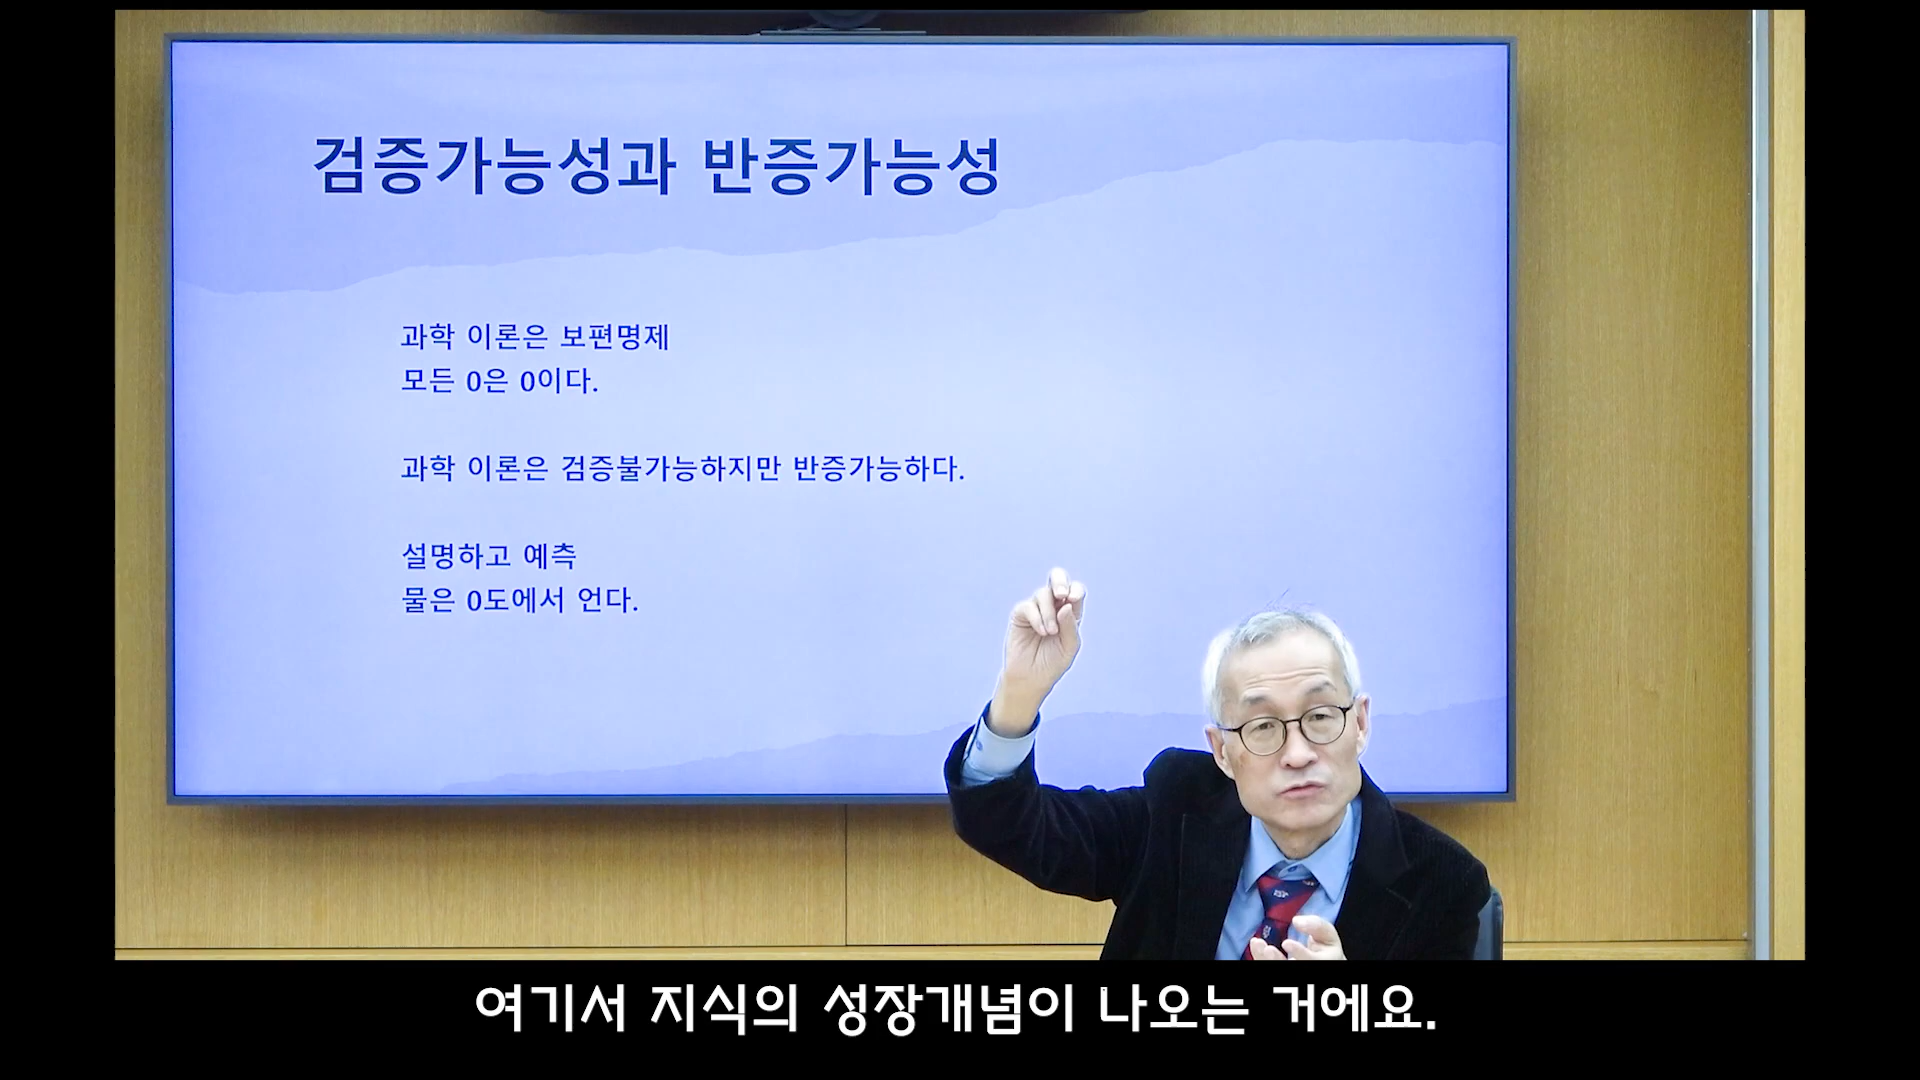 검증가능성과 반증가능성
과학 이론은 보편명제
모든 0은 0이다.
과학 이론은 검증불가능하지만 반증가능하다.
설명하고 예측
물은 0도에서 언다.
여기서 지식의 성장개념이 나오는 거에요.